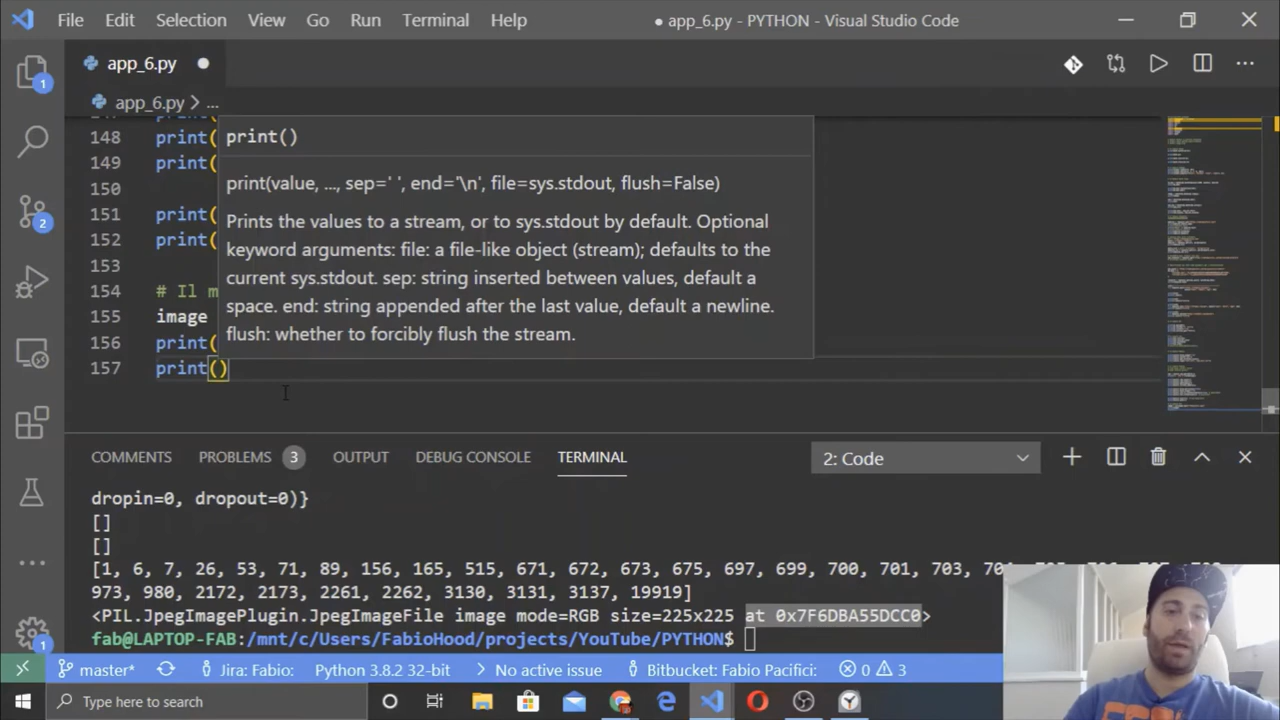 File Edit Selection View Go Run Terminal Help ● app_6.py - PYTHON - Visual Studio Code
1 app_6.py ●
app_6.py > ...
148 print(
149 print(
150
151 print(
152 print(
153
154 # Il m
155 image
156 print(
157 print()
print()
print(value, ..., sep=' ', end='\n', file=sys.stdout, flush=False)
Prints the values to a stream, or to sys.stdout by default. Optional
keyword arguments: file: a file-like object (stream); defaults to the
current sys.stdout. sep: string inserted between values, default a
space. end: string appended after the last value, default a newline.
flush: whether to forcibly flush the stream.
2
COMMENTS PROBLEMS 3 OUTPUT DEBUG CONSOLE TERMINAL 2: Code
dropin=0, dropout=0)}
[]
[]
[1, 6, 7, 26, 53, 71, 89, 156, 165, 515, 671, 672, 673, 675, 697, 699, 700, 701, 703,
973, 980, 2172, 2173, 2261, 2262, 3130, 3131, 3137, 19919]
<PIL.JpegImagePlugin.JpegImageFile image mode=RGB size=225x225 at 0x7F6DBA55DCC0>
fab@LAPTOP-FAB:/mnt/c/Users/FabioHood/projects/YouTube/PYTHON$
1
master* Jira: Fabio: Python 3.8.2 32-bit No active issue Bitbucket: Fabio Pacifici: 0 3
Type here to search